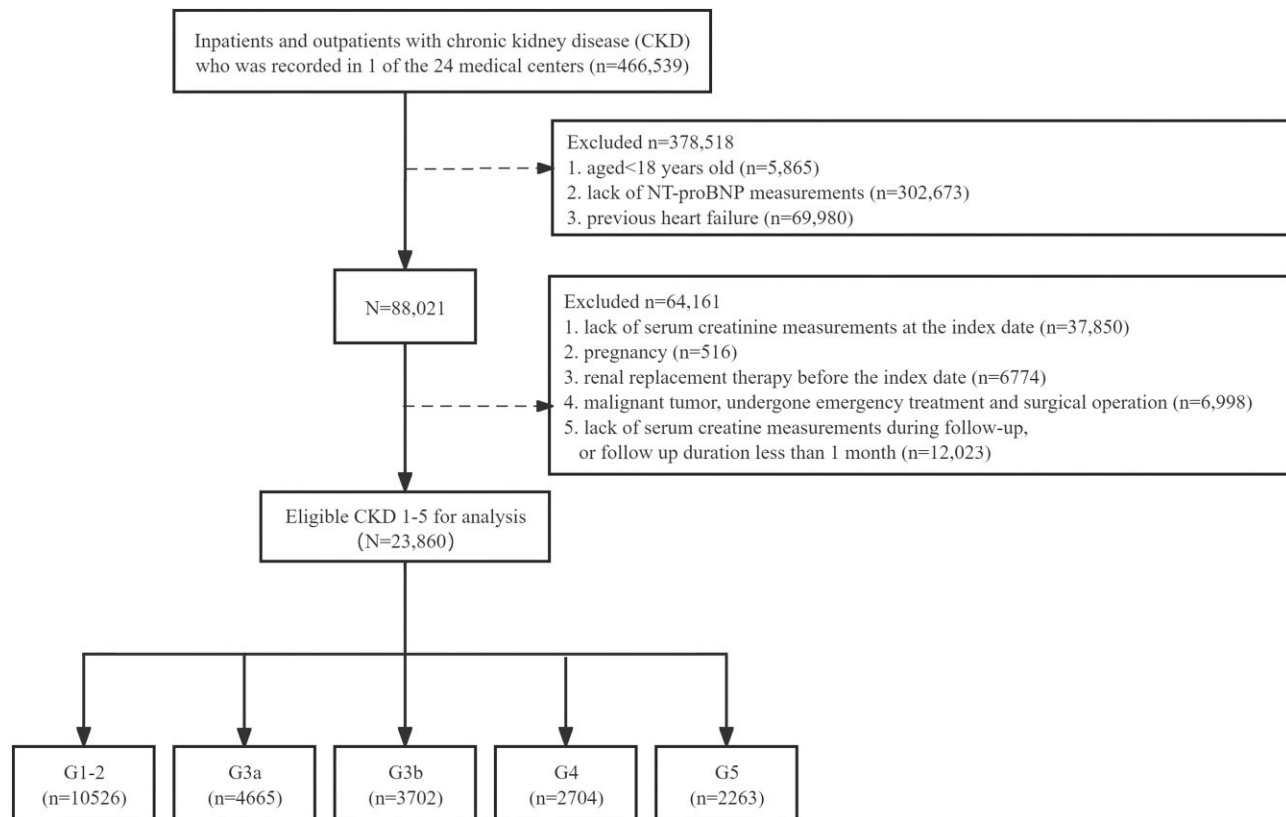 Inpatients and outpatients with chronic kidney disease (CKD)
who was recorded in 1 of the 24 medical centers (n=466,539)
Excluded n=378,518
1. aged<18 years old (n=5,865)
2. lack of NT-proBNP measurements (n=302,673)
3. previous heart failure (n=69,980)
N=88,021
Excluded n=64,161
1. lack of serum creatinine measurements at the index date (n=37,850)
2. pregnancy (n=516)
3. renal replacement therapy before the index date (n=6774)
4. malignant tumor, undergone emergency treatment and surgical operation (n=6,998)
5. lack of serum creatine measurements during follow-up,
or follow up duration less than 1 month (n=12,023)
Eligible CKD 1-5 for analysis
(N=23,860)
G1-2
(n=10526)
G3a
(n=4665)
G3b
(n=3702)
G4
(n=2704)
G5
(n=2263)